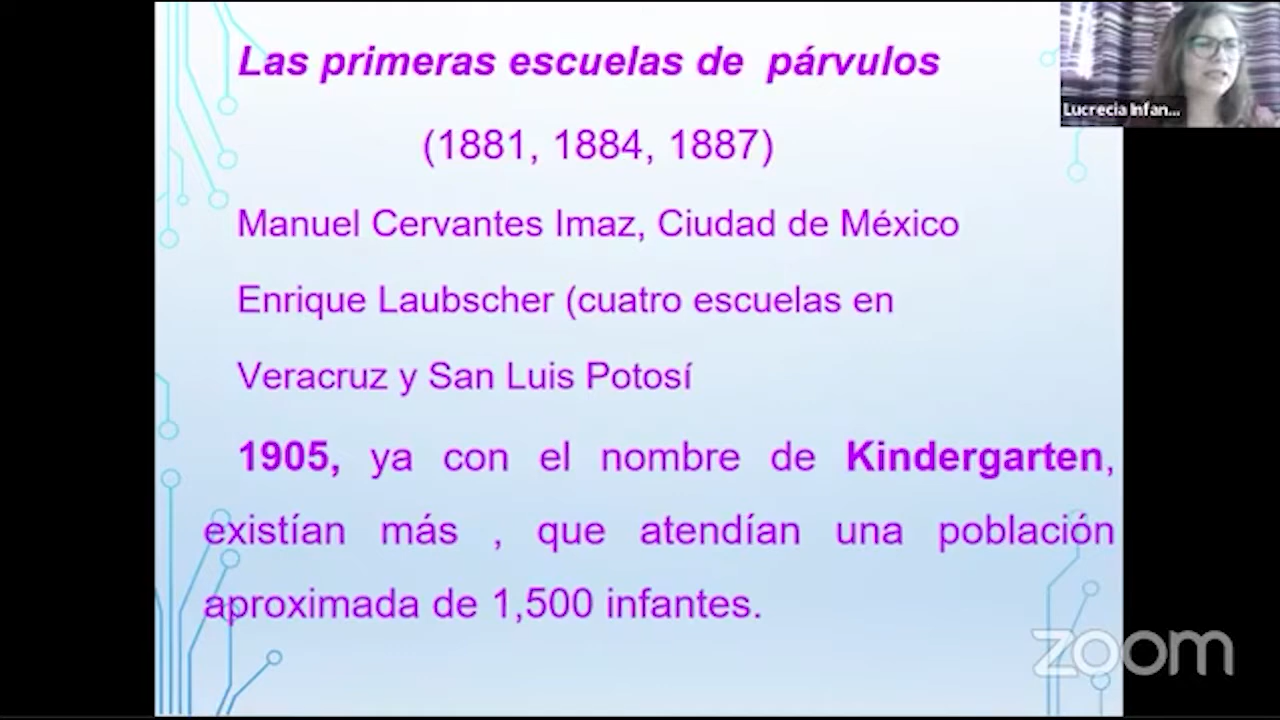 Las primeras escuelas de párvulos
(1881, 1884, 1887)
Manuel Cervantes Imaz, Ciudad de México
Enrique Laubscher (cuatro escuelas en
Veracruz y San Luis Potosí
1905, ya con el nombre de Kindergarten,
existían más , que atendían una población
aproximada de 1,500 infantes.
Lucrecia Infan...
zoom